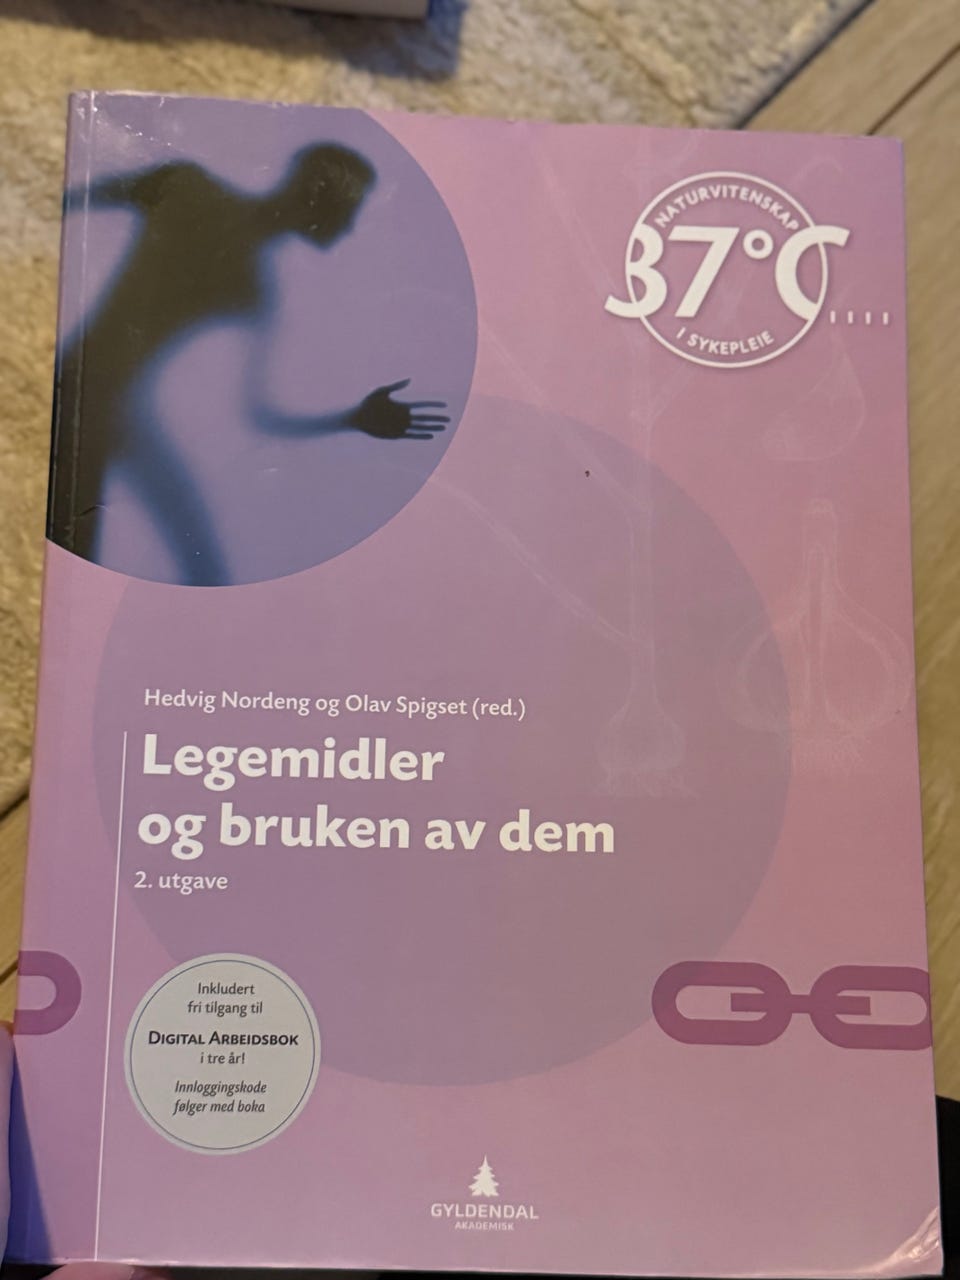 NATURVITENSKAP
37°C
I SYKEPLEIE
Hedvig Nordeng og Olav Spigset (red.)
Legemidler
og bruken av dem
2. utgave
Inkludert
fri tilgang til
DIGITAL ARBEIDSBOK
i tre år!
Innloggingskode
følger med boka
GYLDENDAL
AKADEMISK